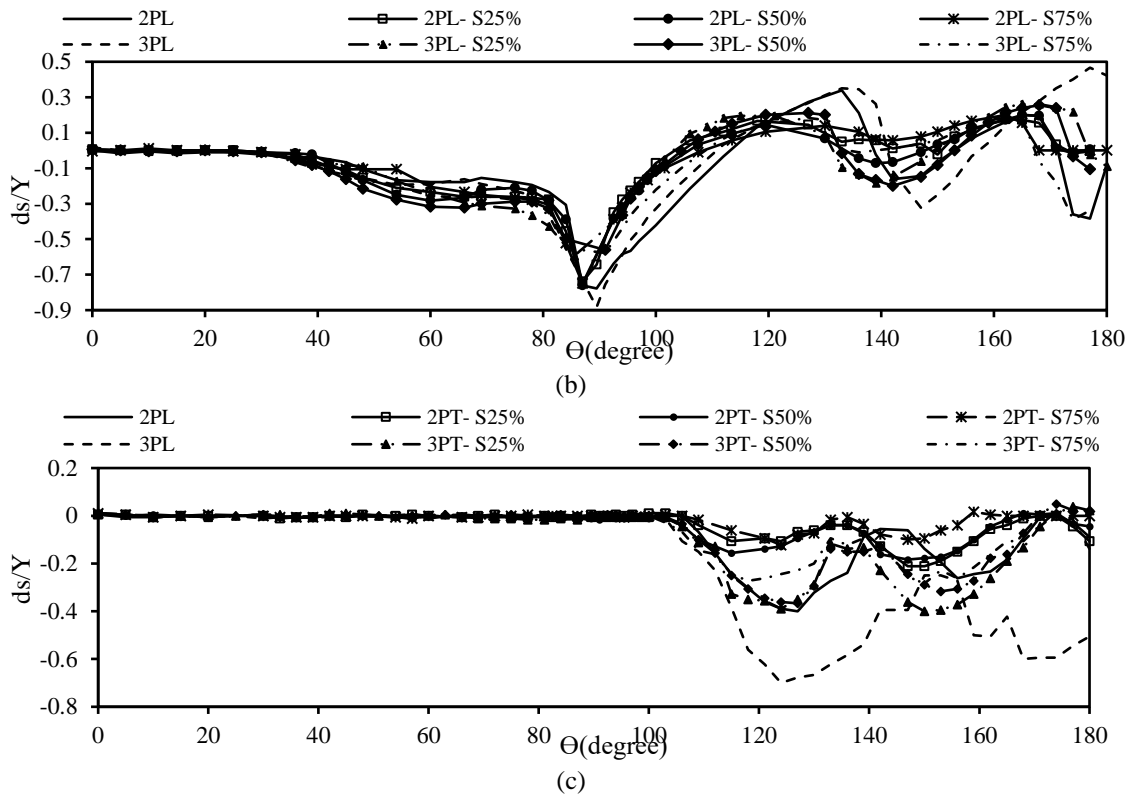 2PL 2PL- S25% 2PL- S50% 2PL- S75%
3PL 3PL- S25% 3PL- S50% 3PL- S75%
0.5
0.3
0.1
-0.1
-0.3
-0.5
-0.7
-0.9
ds/Y
0 20 40 60 80 100 120 140 160 180
Ө(degree)
(b)
2PL 2PT- S25% 2PT- S50% 2PT- S75%
3PL 3PT- S25% 3PT- S50% 3PT- S75%
0.2
0
-0.2
-0.4
-0.6
-0.8
ds/Y
0 20 40 60 80 100 120 140 160 180
Ө(degree)
(c)